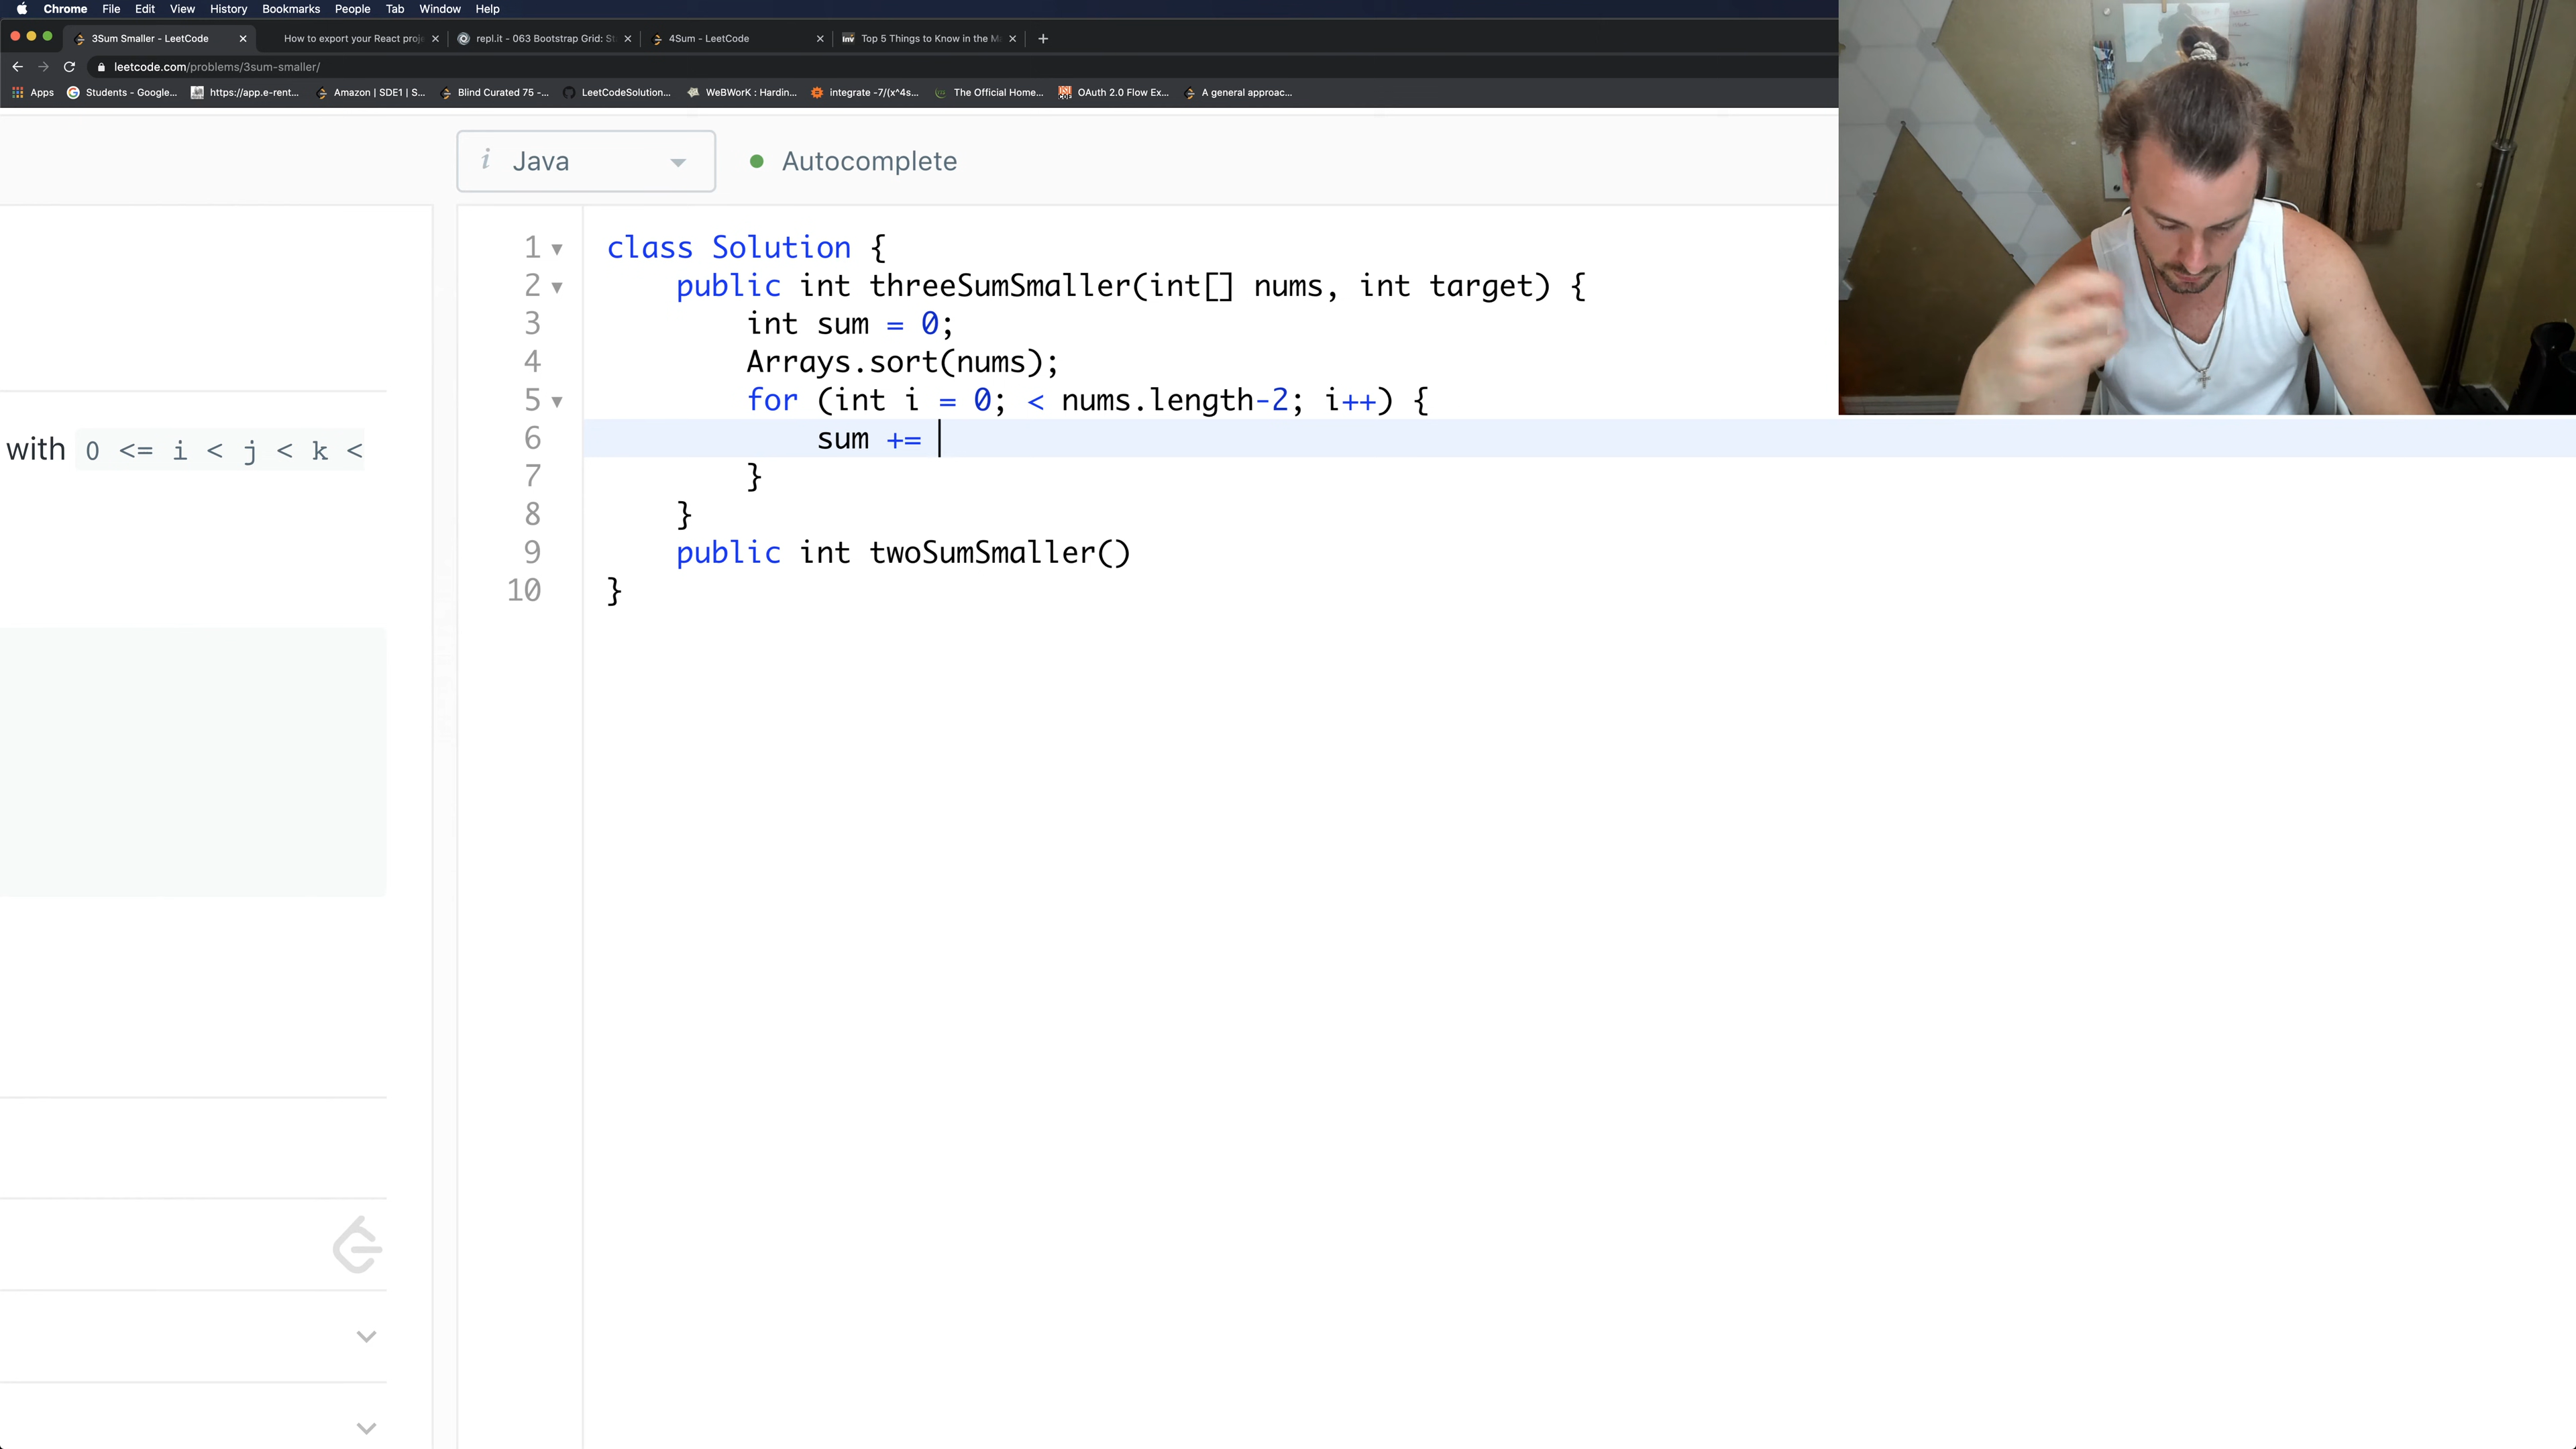 Chrome File Edit View History Bookmarks People Tab Window Help
3Sum Smaller - LeetCode How to export your React proj repl.it - 063 Bootstrap Grid: St 4Sum - LeetCode Inv Top 5 Things to Know in the M
leetcode.com/problems/3sum-smaller/
Apps Students - Google... https://app.e-rent... Amazon | SDE1 | S... Blind Curated 75 -... LeetCodeSolution... WeBWorK : Hardin... integrate -7/(x^4s... The Official Home... OAuth 2.0 Flow Ex... A general approac...
i Java Autocomplete
with 0 <= i < j < k <
1 class Solution {
2 public int threeSumSmaller(int[] nums, int target) {
3 int sum = 0;
4 Arrays.sort(nums);
5 for (int i = 0; < nums.length-2; i++) {
6 sum +=
7 }
8 }
9 public int twoSumSmaller()
10 }